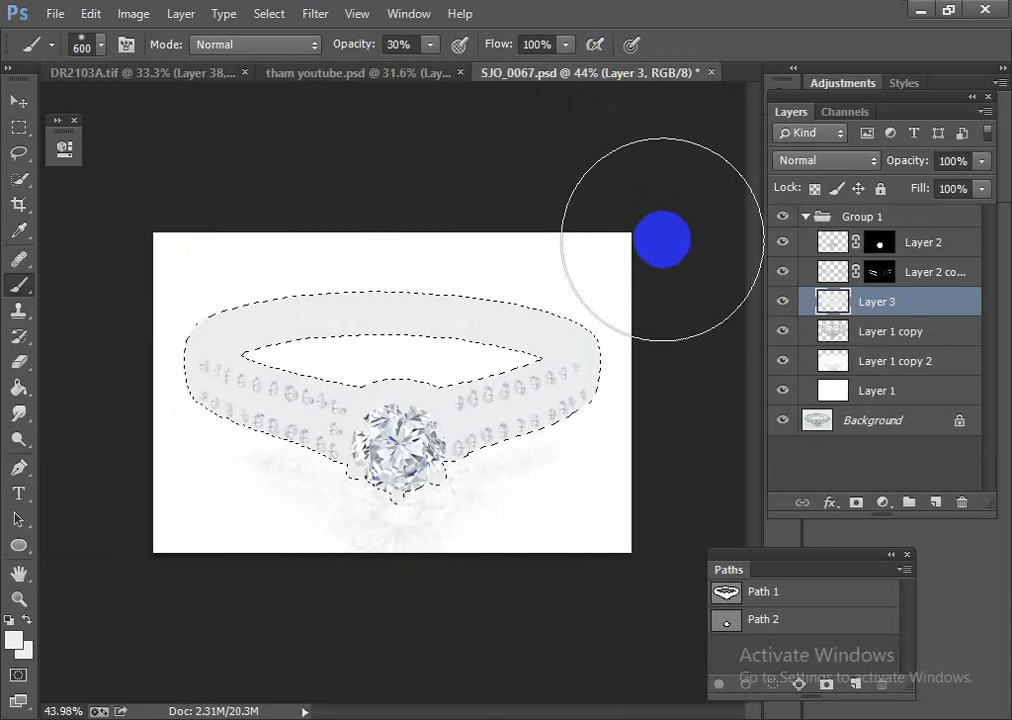 Ps File Edit Image Layer Type Select Filter View Window Help
600 Mode: Normal Opacity: 30% Flow: 100%
DR2103A.tif @ 33.3% (Layer 38,... × tham youtube.psd @ 31.6% (Lay... × SJO_0067.psd @ 44% (Layer 3, RGB/8) * ×
Adjustments Styles
Layers Channels
Kind
Normal Opacity: 100%
Lock: Fill: 100%
Group 1
Layer 2
Layer 2 co...
Layer 3
Layer 1 copy
Layer 1 copy 2
Layer 1
Background
fx
Paths
Path 1
Path 2
Activate Windows
Go to Settings to activate Windows.
43.98% Doc: 2.31M/20.3M